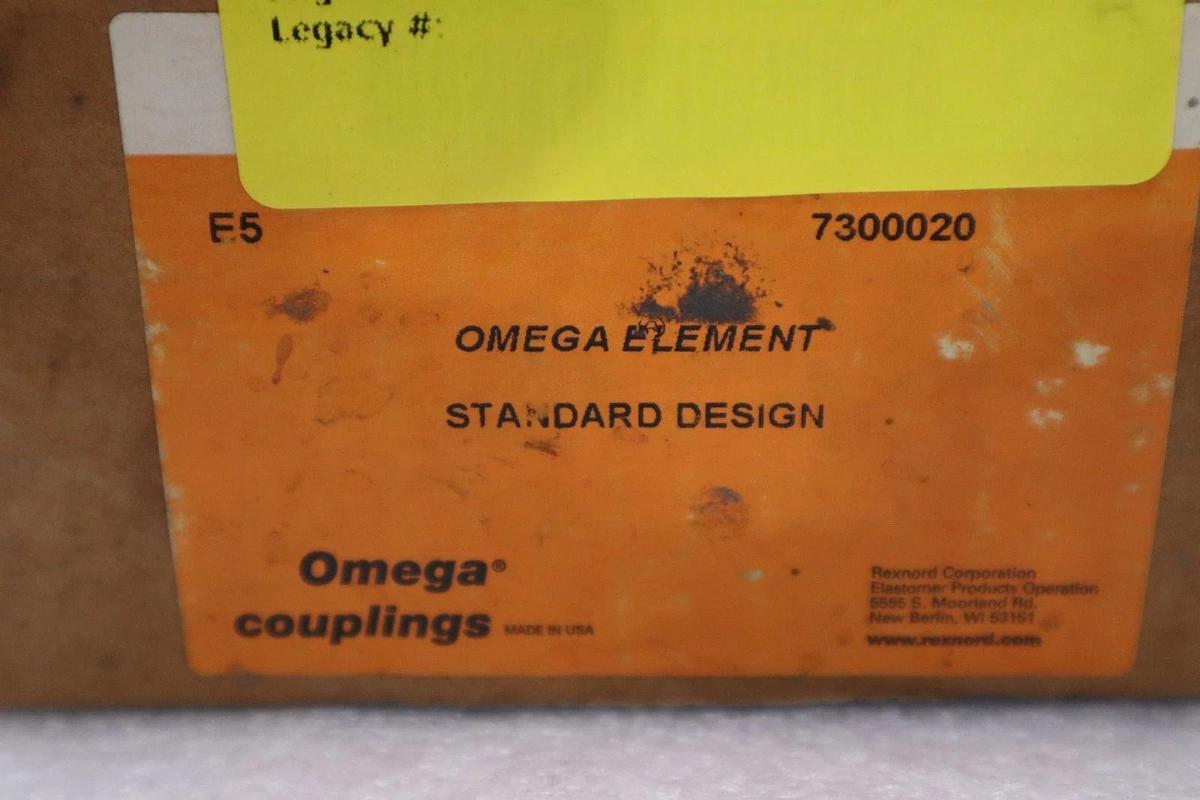 Legacy #:
E5 7300020
OMEGA ELEMENT
STANDARD DESIGN
Omega®
couplings MADE IN USA
Rexnord Corporation
Elastomer Products Operation
5555 S. Moorland Rd.
New Berlin, WI 53151
www.rexnord.com